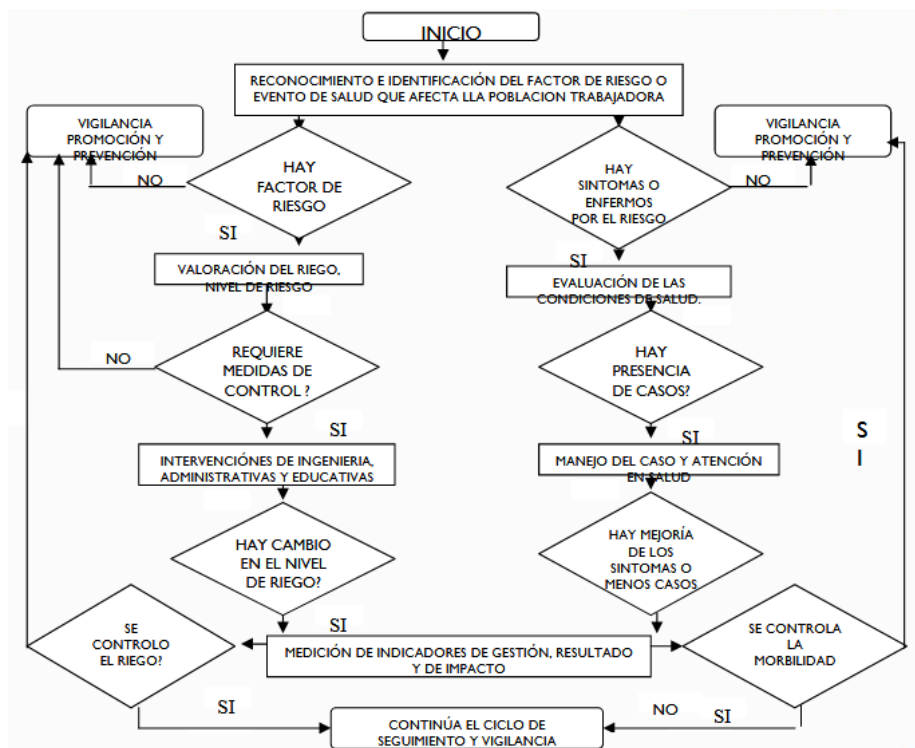 INICIO
RECONOCIMIENTO E IDENTIFICACIÓN DEL FACTOR DE RIESGO O
EVENTO DE SALUD QUE AFECTA LLA POBLACION TRABAJADORA
VIGILANCIA
PROMOCIÓN Y
PREVENCIÓN
VIGILANCIA
PROMOCIÓN Y
PREVENCIÓN
HAY
FACTOR DE
RIESGO
NO
SI
HAY
SINTOMAS O
ENFERMOS
POR EL RIESGO
NO
SI
VALORACIÓN DEL RIEGO,
NIVEL DE RIESGO
EVALUACIÓN DE LAS
CONDICIONES DE SALUD.
REQUIERE
MEDIDAS DE
CONTROL ?
NO
SI
HAY
PRESENCIA
DE CASOS?
SI
S
I
INTERVENCIÓNES DE INGENIERIA,
ADMINISTRATIVAS Y EDUCATIVAS
MANEJO DEL CASO Y ATENCIÓN
EN SALUD
HAY CAMBIO
EN EL NIVEL
DE RIEGO?
SI
HAY MEJORÍA
DE LOS
SINTOMAS O
MENOS CASOS
SE
CONTROLO
EL RIEGO?
MEDICIÓN DE INDICADORES DE GESTIÓN, RESULTADO
Y DE IMPACTO
SE CONTROLA
LA
MORBILIDAD
SI
NO
SI
CONTINÚA EL CICLO DE
SEGUIMIENTO Y VIGILANCIA